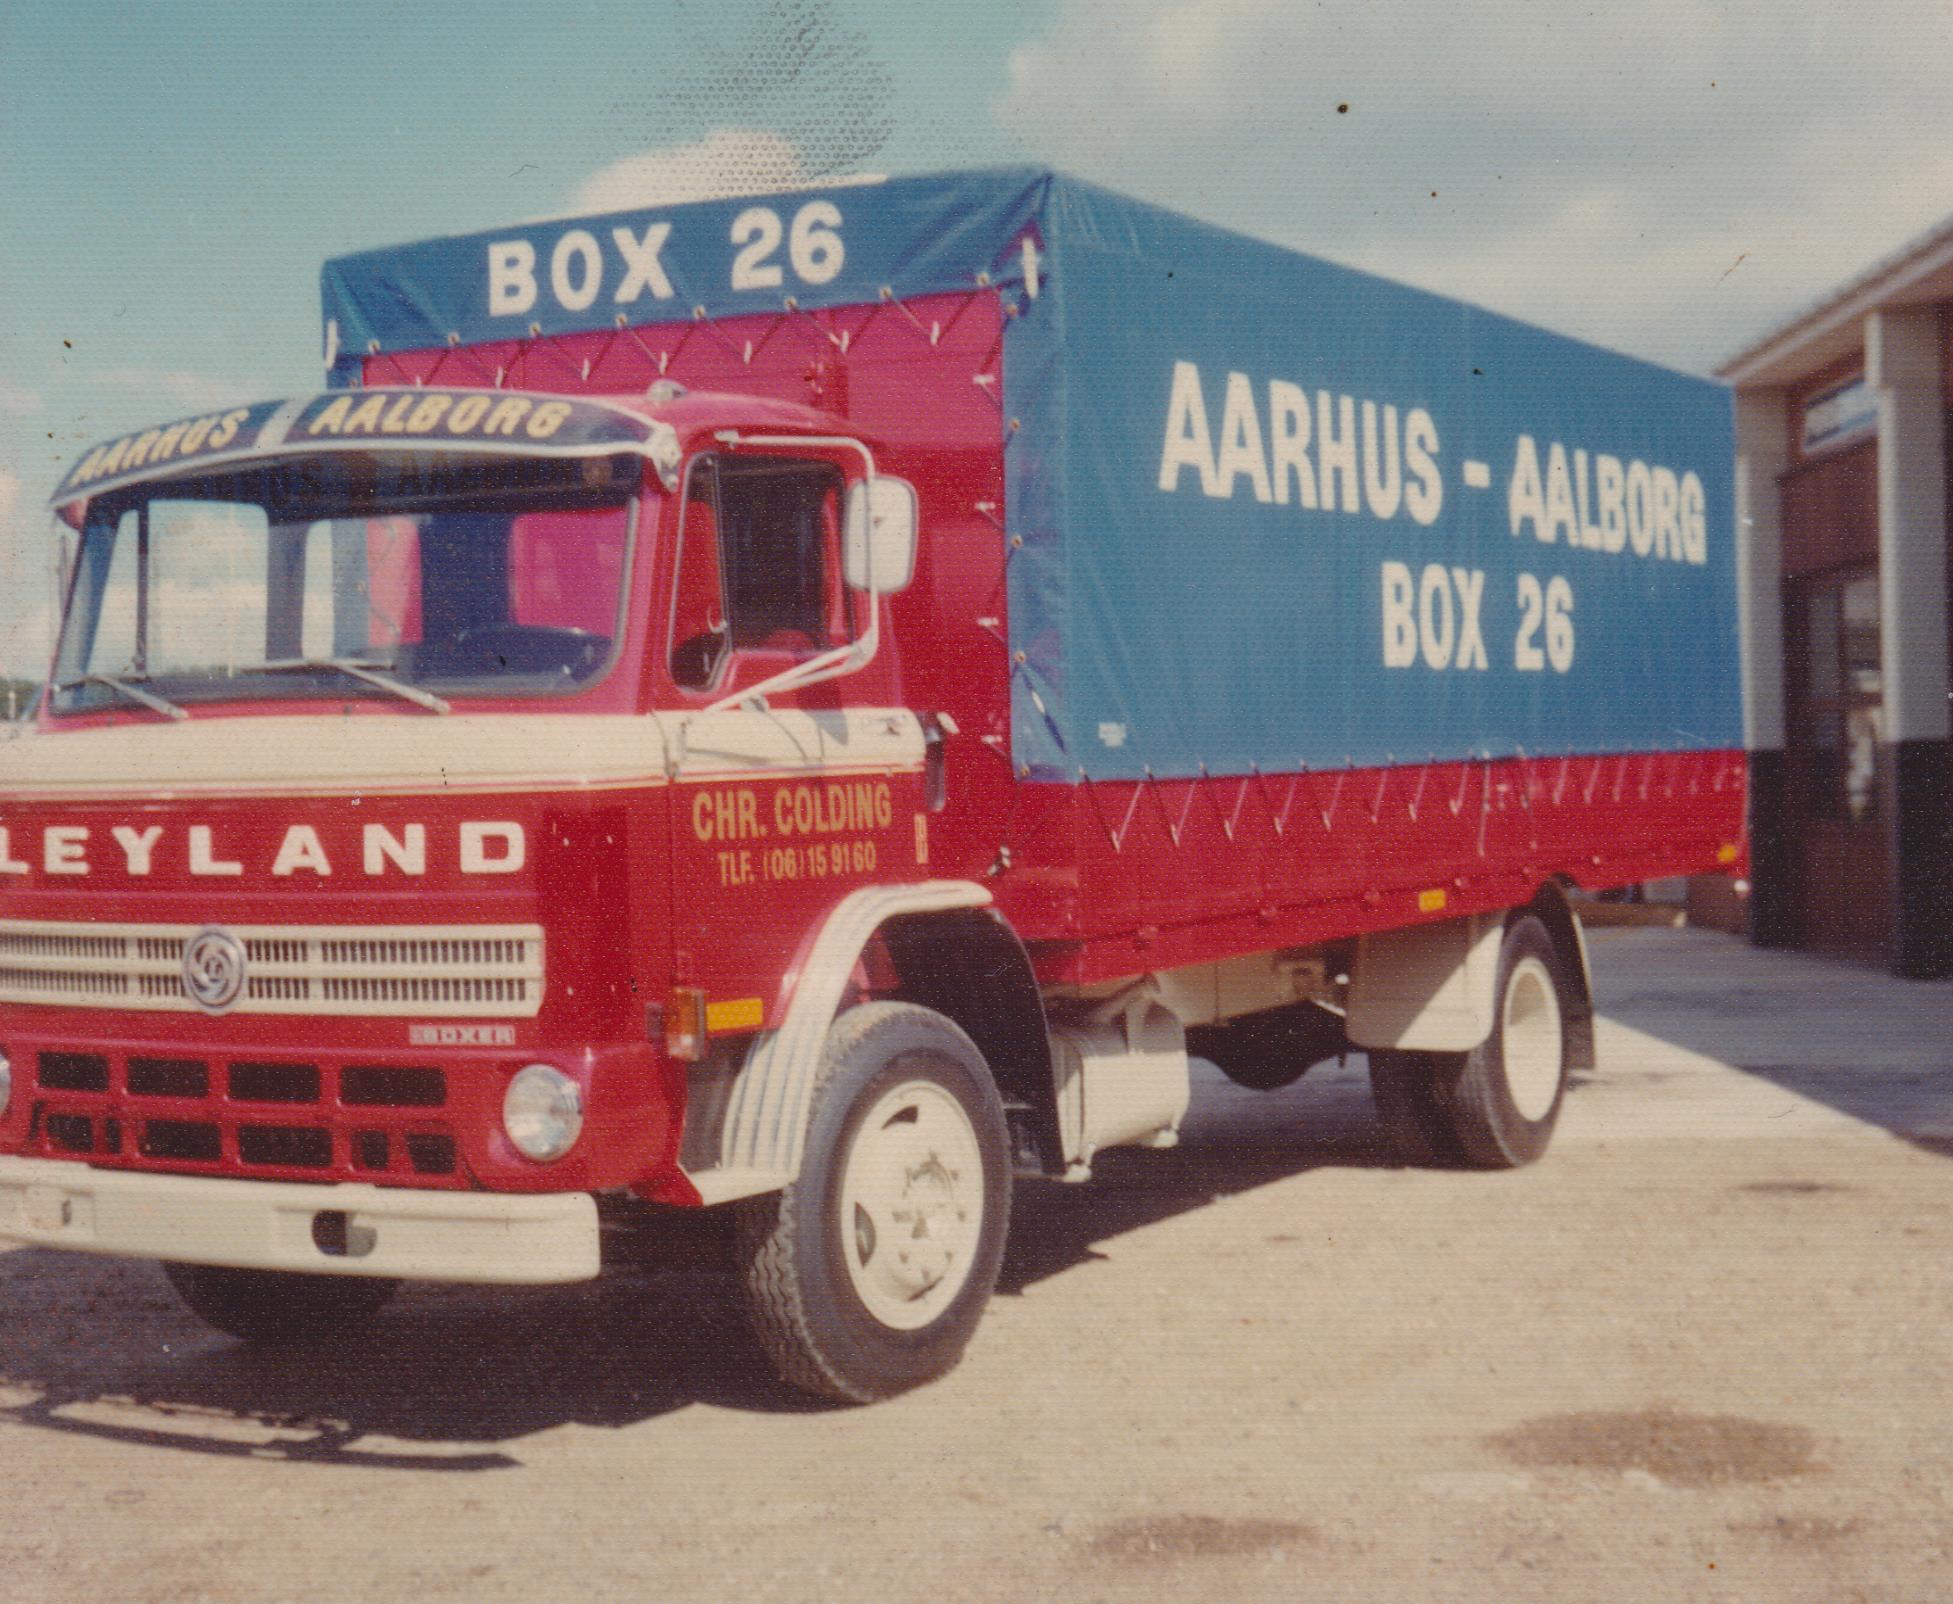 BOX 26
AARHUS AALBORG
AARHUS - AALBORG
BOX 26
CHR. COLDING
TLF. (06) 15 91 60
LEYLAND
BOXER